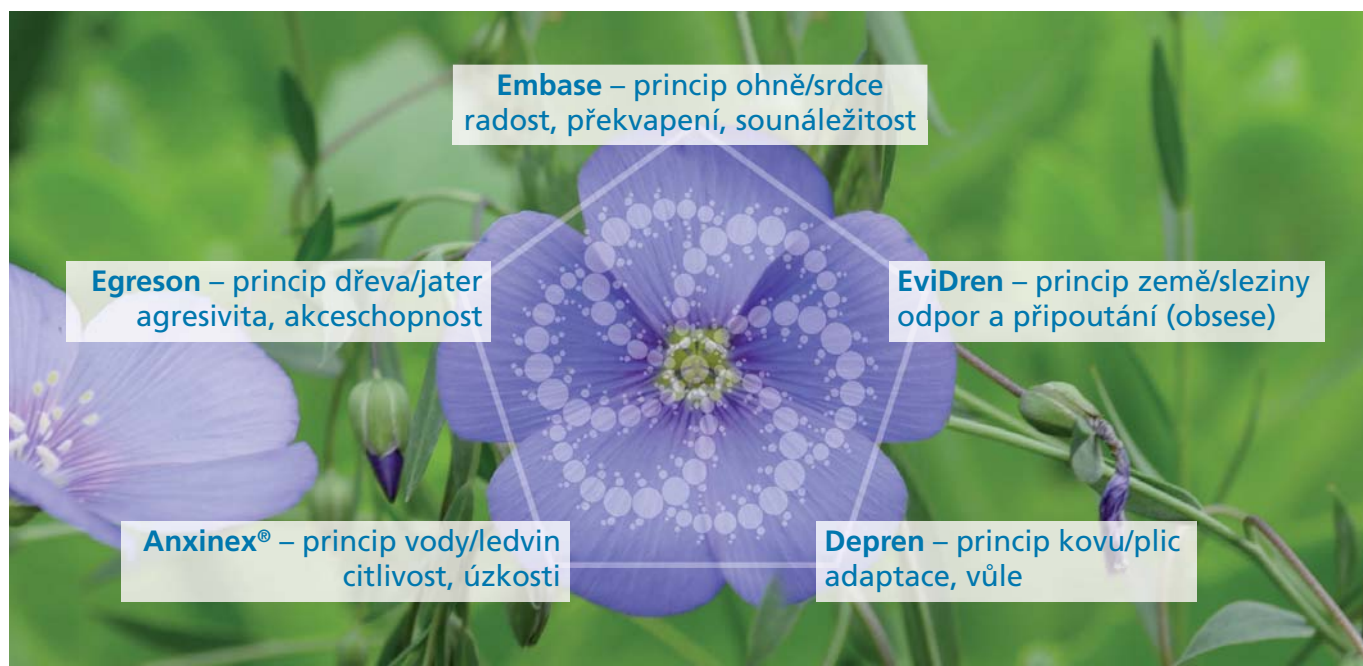 Embase – princip ohně/srdce
radost, překvapení, sounáležitost
Egreson – princip dřeva/jater
agresivita, akceschopnost
EviDren – princip země/sleziny
odpor a připoutání (obsese)
Anxinex® – princip vody/ledvin
citlivost, úzkosti
Depren – princip kovu/plic
adaptace, vůle